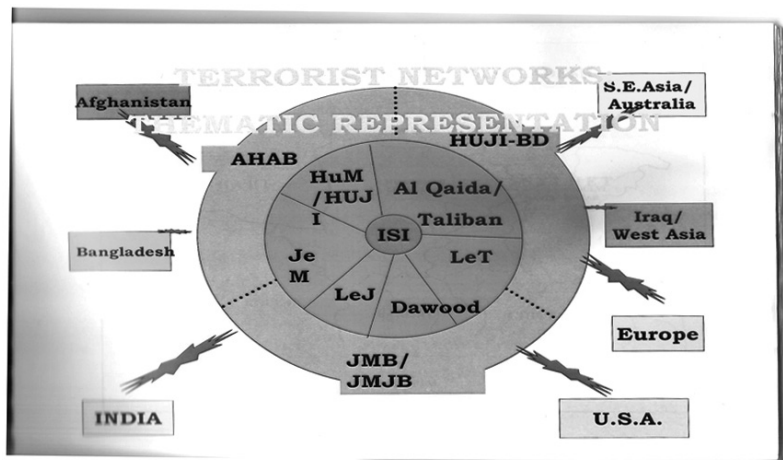 TERRORIST NETWORKS-
THEMATIC REPRESENTATION
Afghanistan
S.E.Asia/
Australia
AHAB
HUJI-BD
HuM
/HUJ
I
Al Qaida/
Taliban
ISI
Iraq/
West Asia
Bangladesh
Je
M
LeT
LeJ
Dawood
Europe
JMB/
JMJB
INDIA
U.S.A.